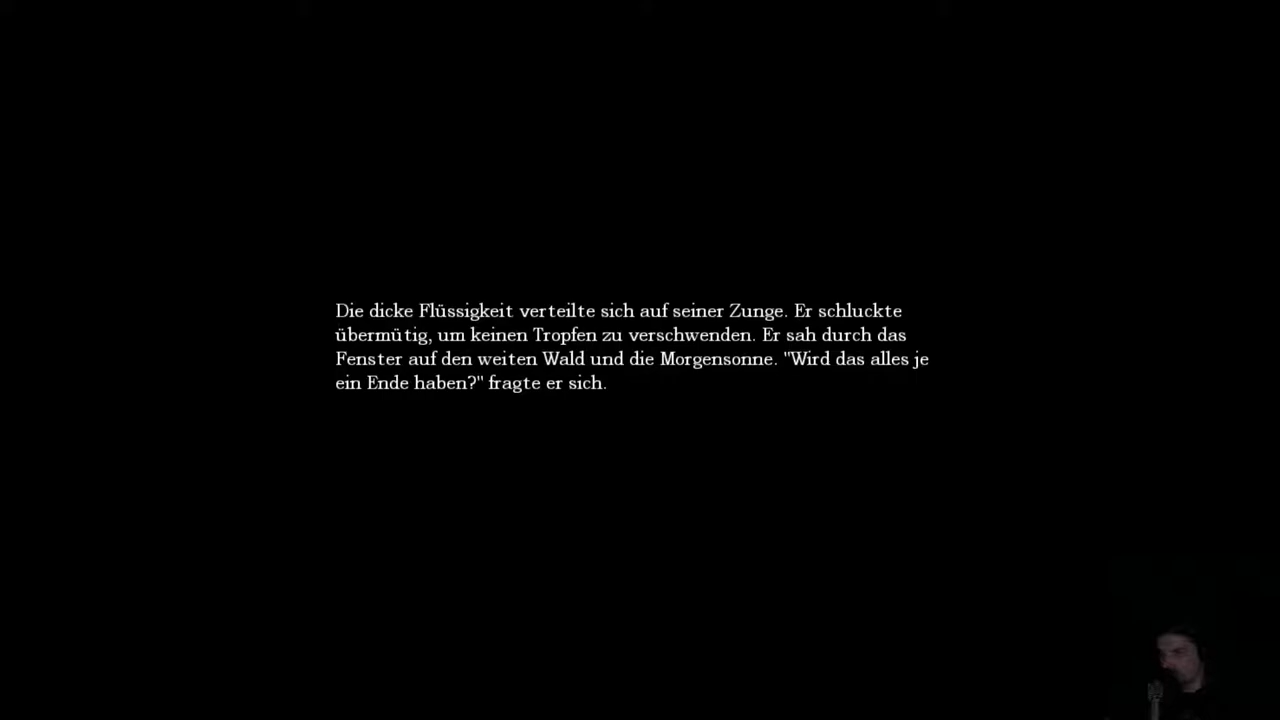 Die dicke Flüssigkeit verteilte sich auf seiner Zunge. Er schluckte
übermütig, um keinen Tropfen zu verschwenden. Er sah durch das
Fenster auf den weiten Wald und die Morgensonne. "Wird das alles je
ein Ende haben?" fragte er sich.